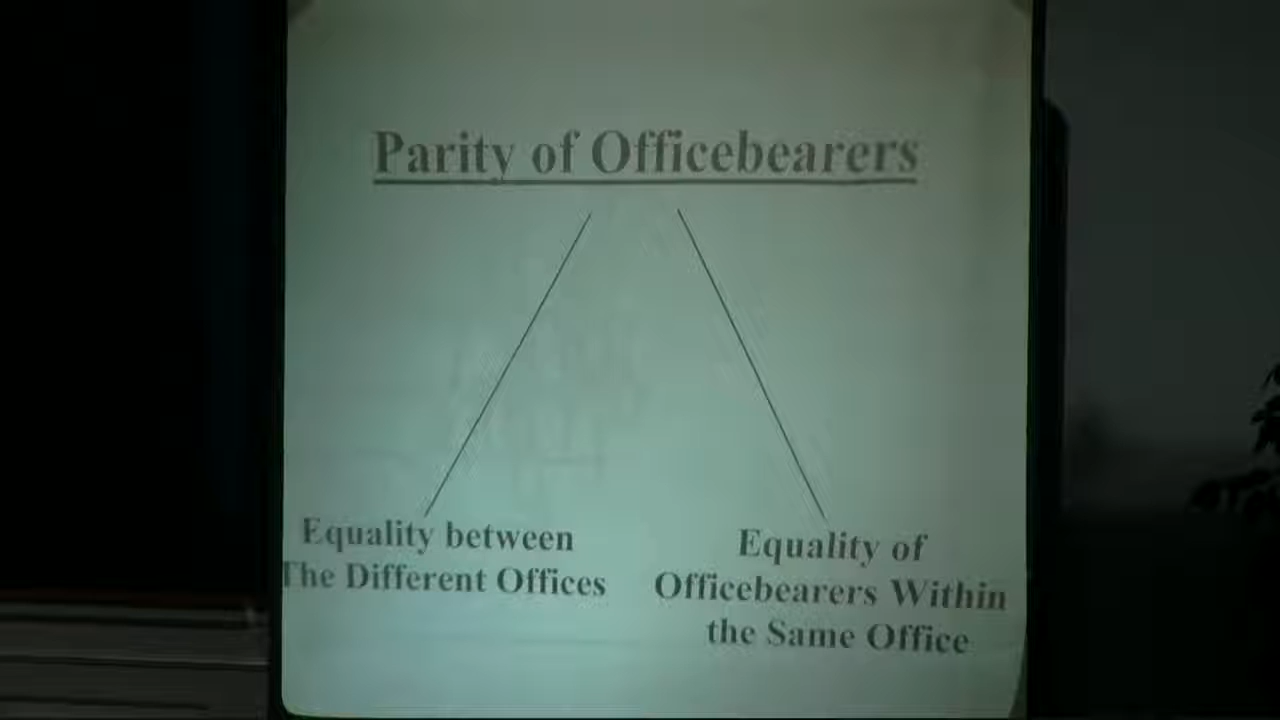 Parity of Officebearers
Equality between
The Different Offices
Equality of
Officebearers Within
the Same Office